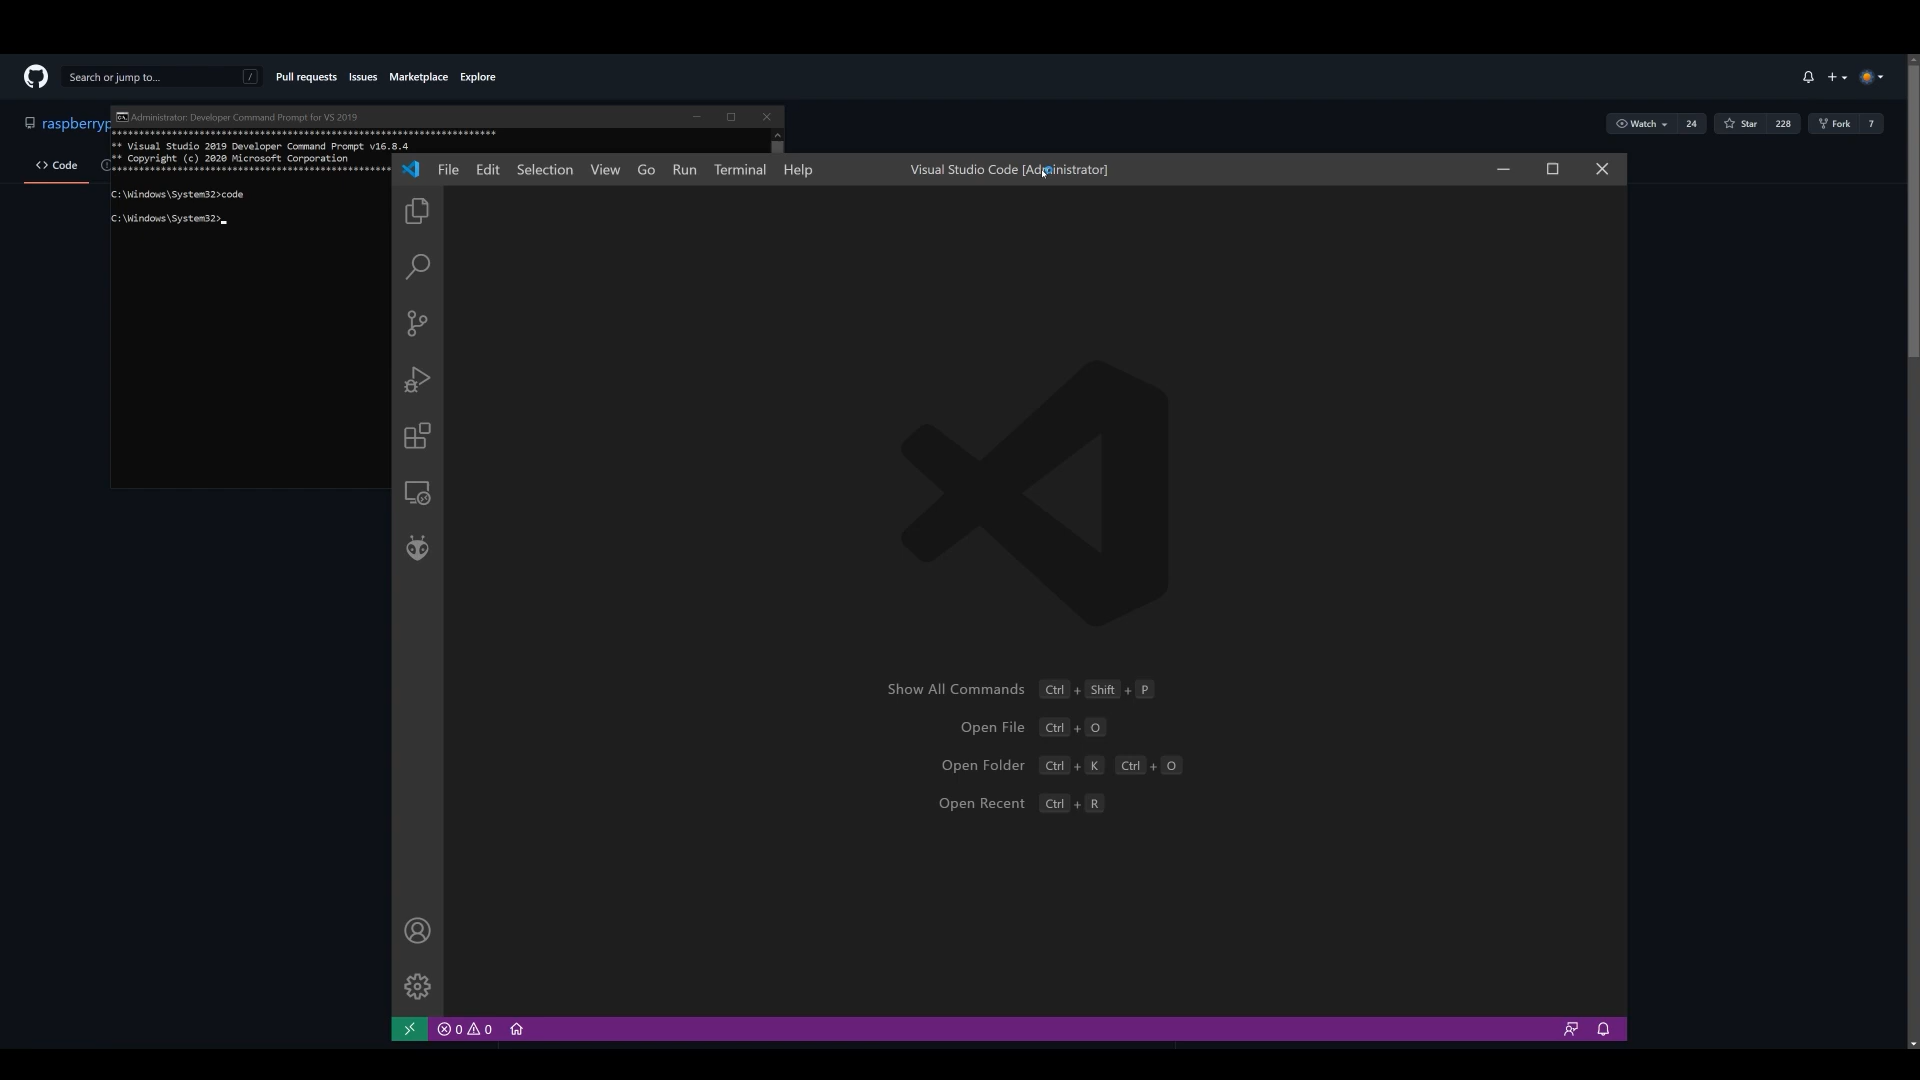 Search or jump to... /
Pull requests Issues Marketplace Explore
raspberryp
Watch 24 Star 228 Fork 7
Code
Administrator: Developer Command Prompt for VS 2019
**********************************************************************
** Visual Studio 2019 Developer Command Prompt v16.8.4
** Copyright (c) 2020 Microsoft Corporation
C:\Windows\System32>code
C:\Windows\System32>
File Edit Selection View Go Run Terminal Help
Visual Studio Code [Administrator]
Show All Commands Ctrl + Shift + P
Open File Ctrl + O
Open Folder Ctrl + K Ctrl + O
Open Recent Ctrl + R
0 0